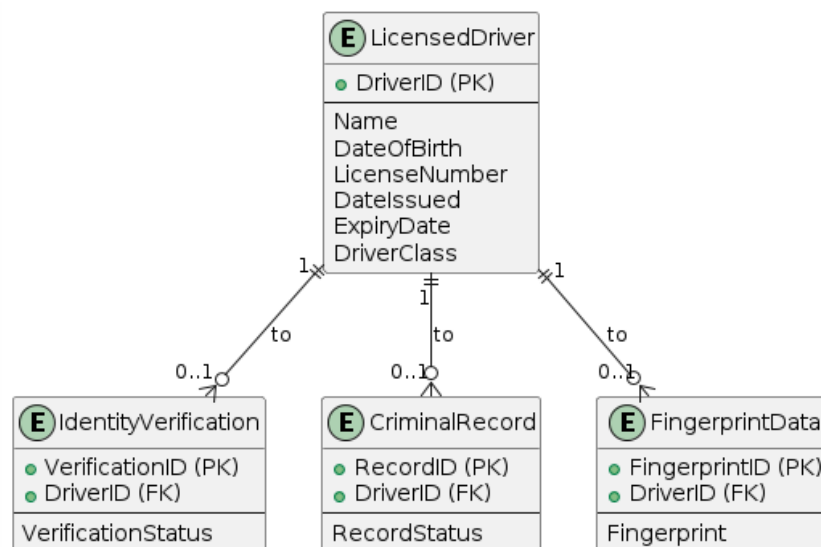 E LicensedDriver
DriverID (PK)
Name
DateOfBirth
LicenseNumber
DateIssued
ExpiryDate
DriverClass
1 1 1
to to to
0..1 0..1 0..1
E IdentityVerification
VerificationID (PK)
DriverID (FK)
VerificationStatus
E CriminalRecord
RecordID (PK)
DriverID (FK)
RecordStatus
E FingerprintData
FingerprintID (PK)
DriverID (FK)
Fingerprint